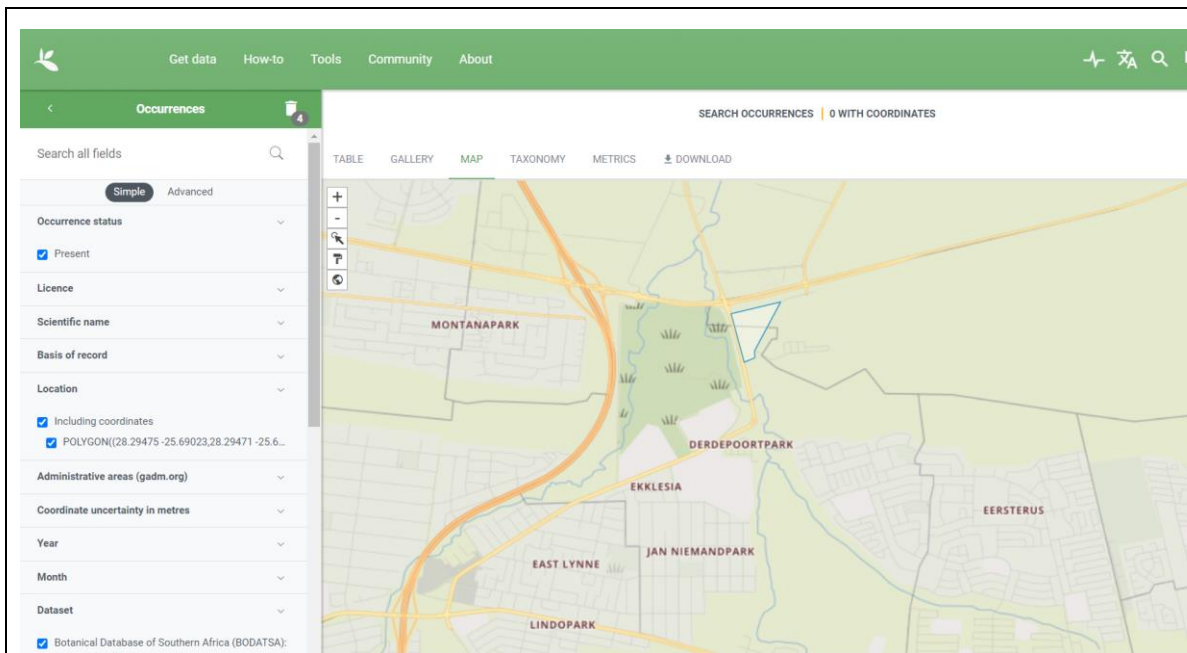 Get data How-to Tools Community About
Occurrences 4
SEARCH OCCURRENCES | 0 WITH COORDINATES
Search all fields
TABLE GALLERY MAP TAXONOMY METRICS DOWNLOAD
Simple Advanced
Occurrence status
Present
Licence
Scientific name
Basis of record
Location
Including coordinates
POLYGON((28.29475 -25.69023,28.29471 -25.6...
Administrative areas (gadm.org)
Coordinate uncertainty in metres
Year
Month
Dataset
Botanical Database of Southern Africa (BODATSA):
+
-
MONTANAPARK
DERDEPOORTPARK
EKKLESIA
EERSTERUS
JAN NIEMANDPARK
EAST LYNNE
LINDOPARK